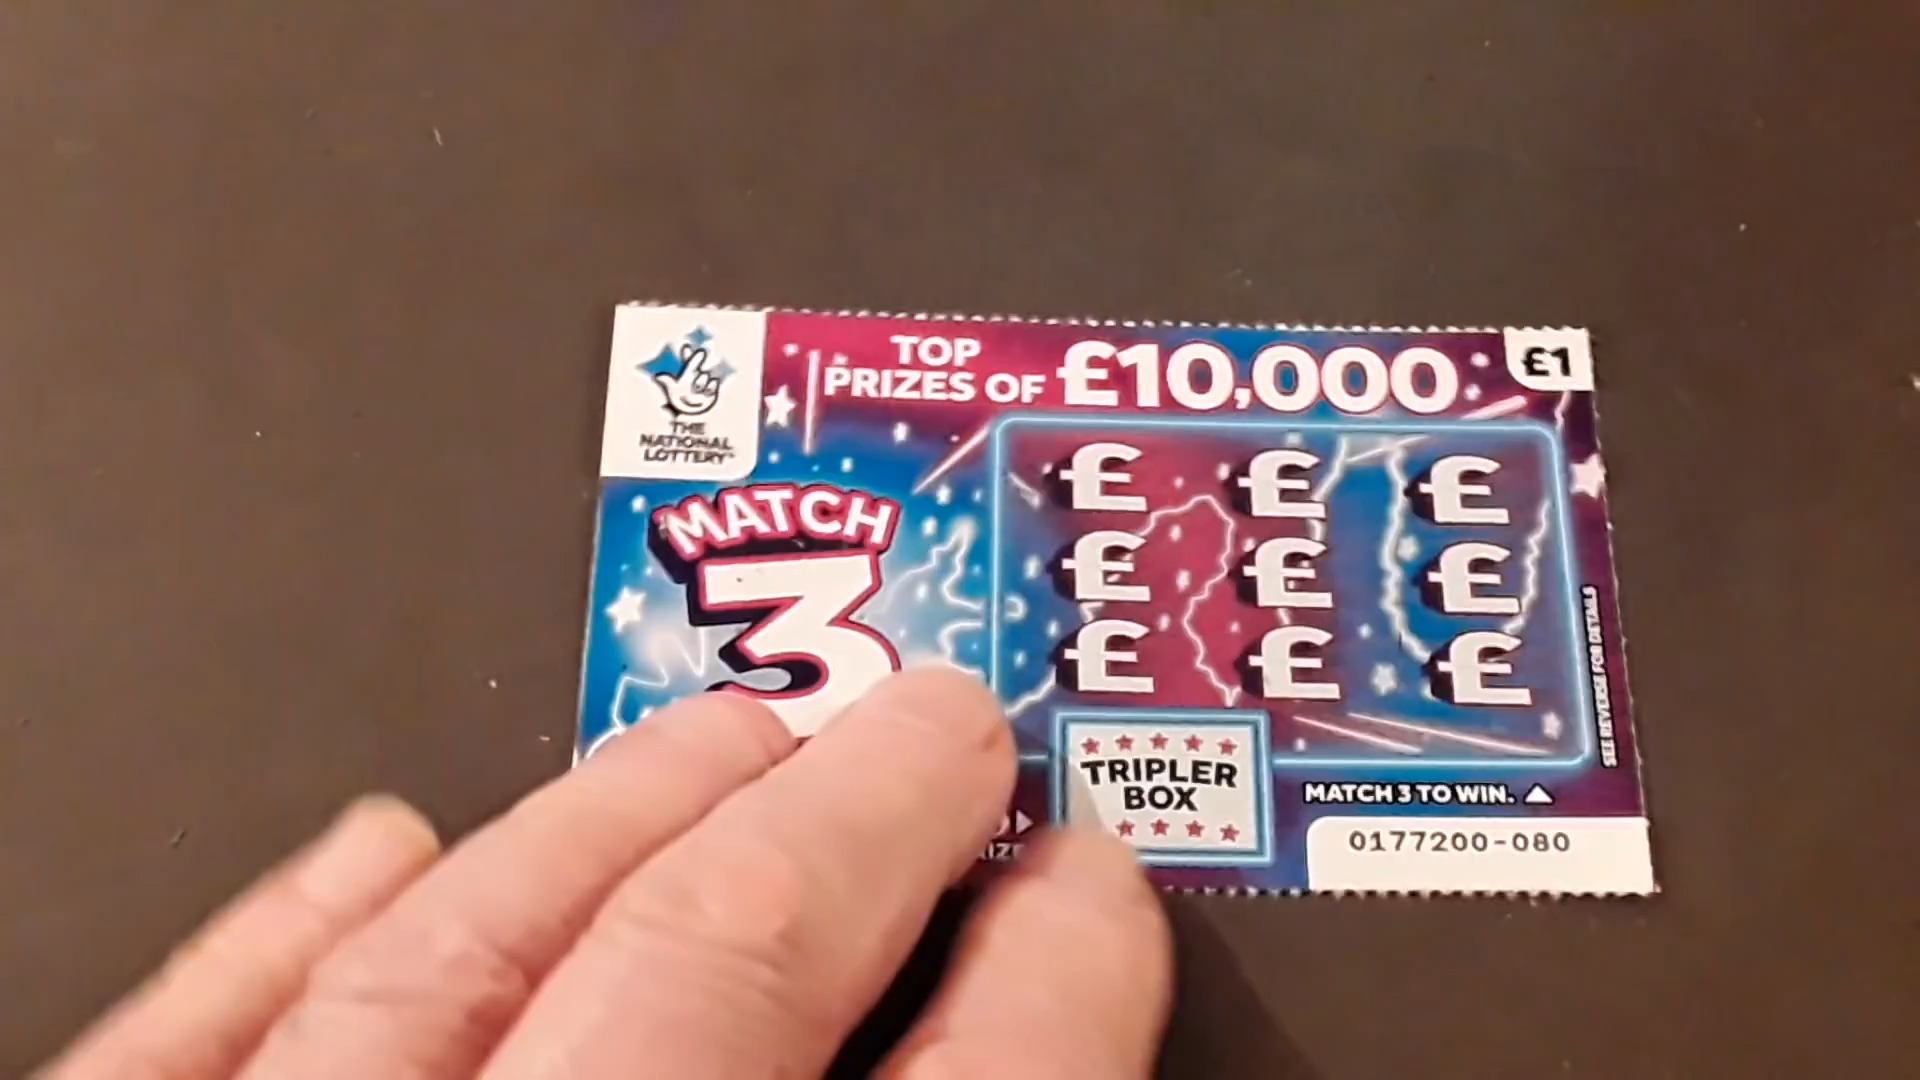 TOP
PRIZES OF £10,000
£1
THE
NATIONAL
LOTTERY®
MATCH
3
£ £ £
£ £ £
£ £ £
TRIPLER
BOX
MATCH 3 TO WIN.
0177200-080
SEE REVERSE FOR DETAILS